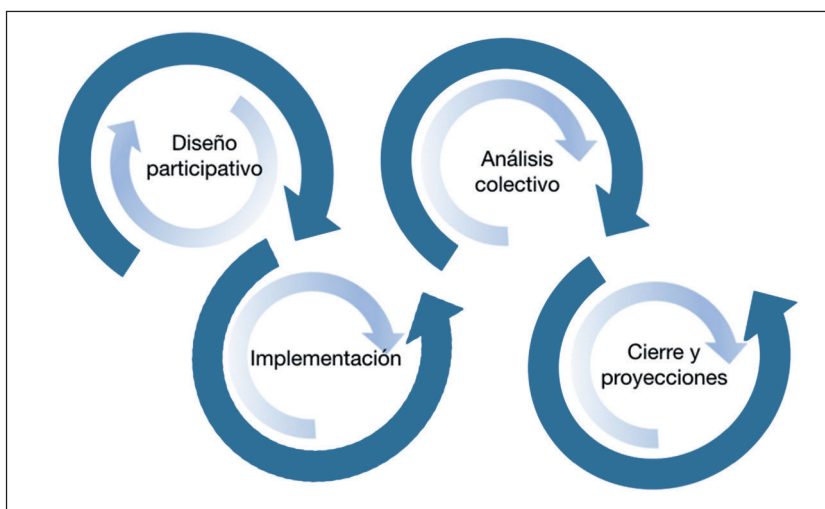 Diseño
participativo
Implementación
Análisis
colectivo
Cierre y
proyecciones